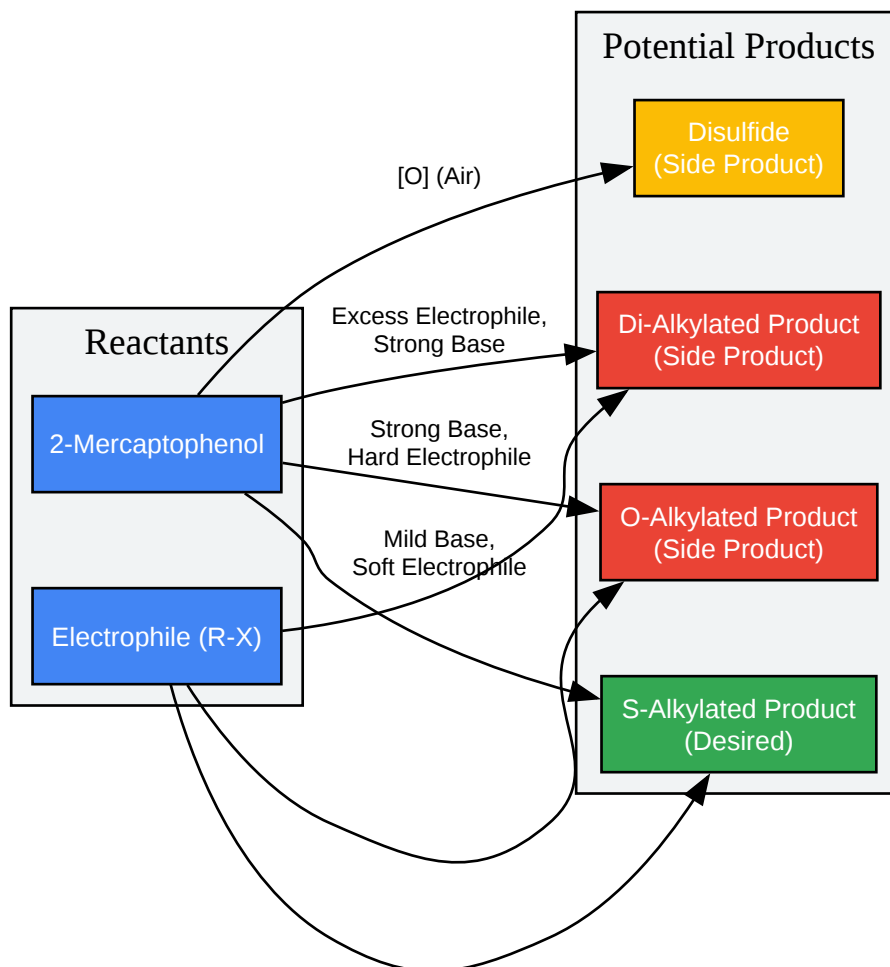 Potential Products
Disulfide
(Side Product)
[O] (Air)
Excess Electrophile,
Strong Base
Di-Alkylated Product
(Side Product)
Reactants
2-Mercaptophenol
Strong Base,
Hard Electrophile
O-Alkylated Product
(Side Product)
Mild Base,
Soft Electrophile
Electrophile (R-X)
S-Alkylated Product
(Desired)